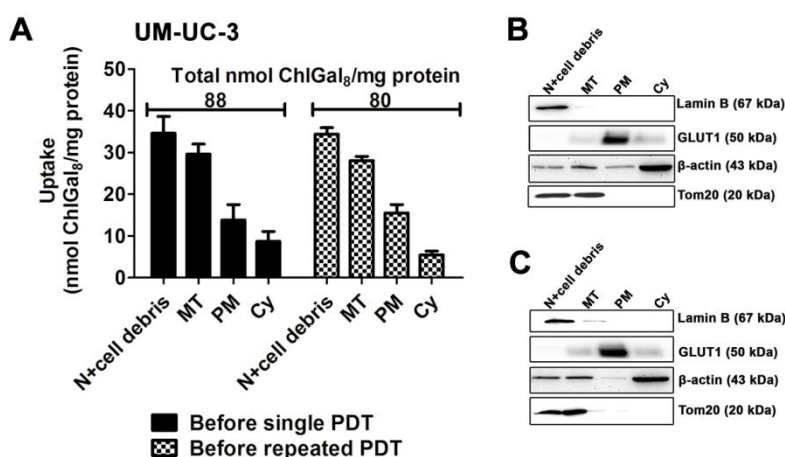 A
UM-UC-3
Total nmol ChlGal₈/mg protein
88
80
Uptake
(nmol ChlGal₈/mg protein)
50
40
30
20
10
0
N+cell debris
MT
PM
Cy
N+cell debris
MT
PM
Cy
Before single PDT
Before repeated PDT
B
N+cell debris
MT
PM
Cy
Lamin B (67 kDa)
GLUT1 (50 kDa)
β-actin (43 kDa)
Tom20 (20 kDa)
C
N+cell debris
MT
PM
Cy
Lamin B (67 kDa)
GLUT1 (50 kDa)
β-actin (43 kDa)
Tom20 (20 kDa)